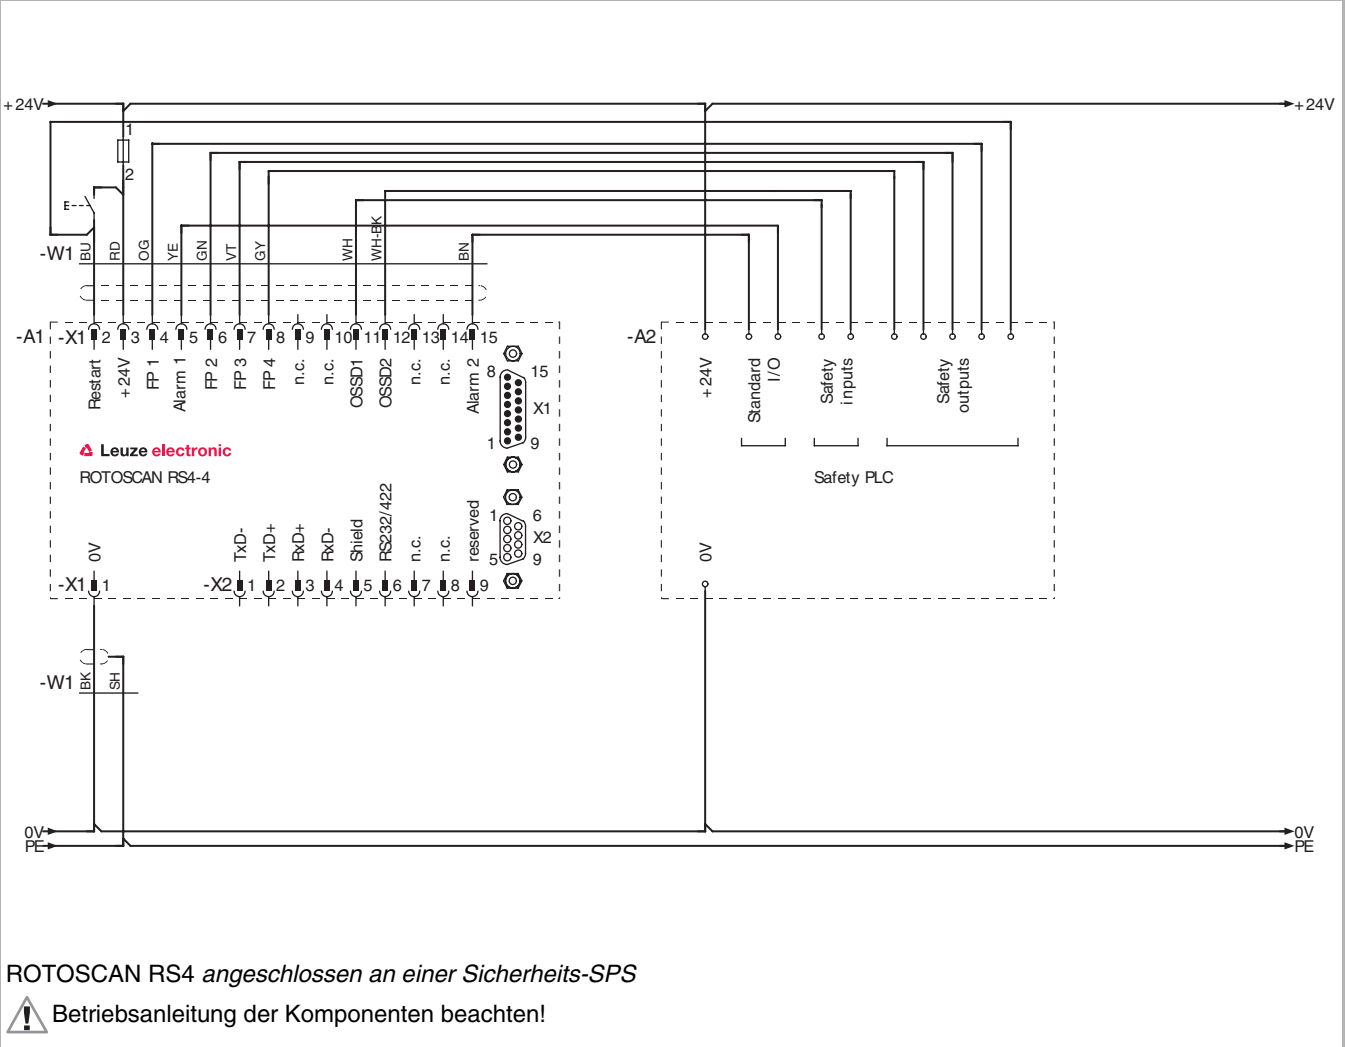 +24V +24V
1
2
-W1 BU RD OG YE GN VT GY WH WH-BK BN
-A1 -X1 2 3 4 5 6 7 8 9 10 11 12 13 14 15 -A2
Restart +24V FP 1 Alarm 1 FP 2 FP 3 FP 4 n.c. n.c. OSSD1 OSSD2 n.c. n.c. Alarm 2
8 15
X1
1 9
+24V Standard I/O Safety inputs Safety outputs
Leuze electronic
ROTOSCAN RS4-4 Safety PLC
1 6
X2
5 9
0V TxD- TxD+ RxD+ RxD- Shield RS232/422 n.c. n.c. reserved 0V
-X1 1 -X2 1 2 3 4 5 6 7 8 9
-W1 BK SH
0V 0V
PE PE
ROTOSCAN RS4 angeschlossen an einer Sicherheits-SPS
Betriebsanleitung der Komponenten beachten!